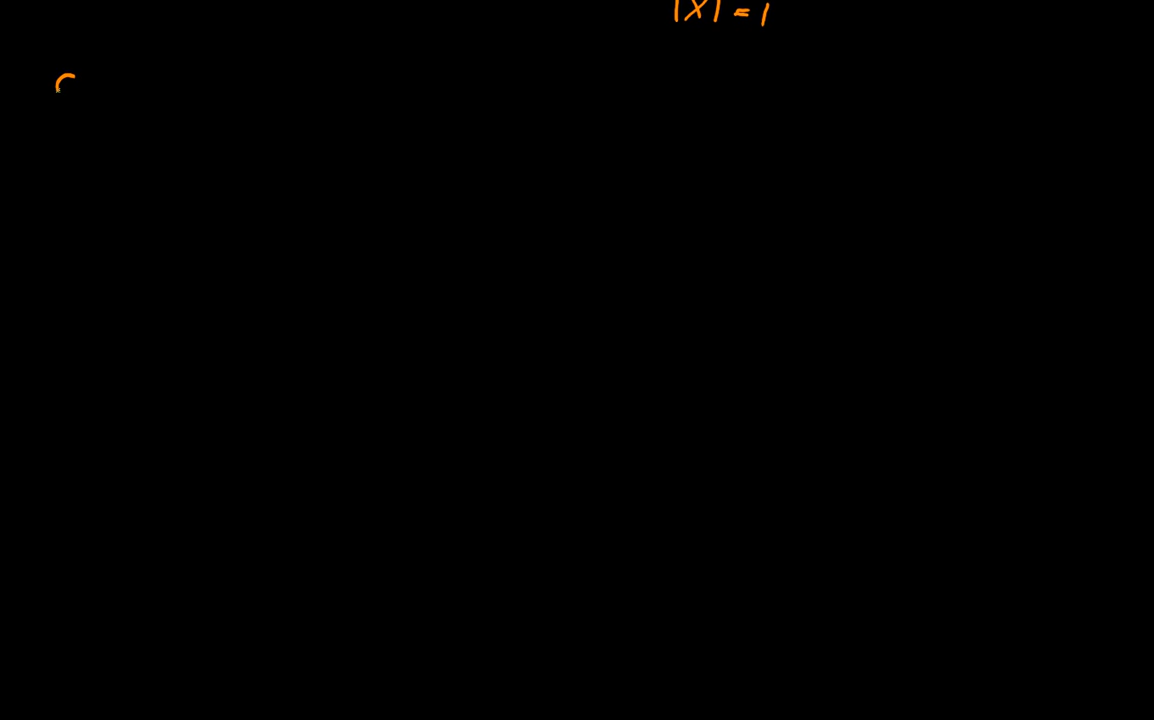 |X| = 1